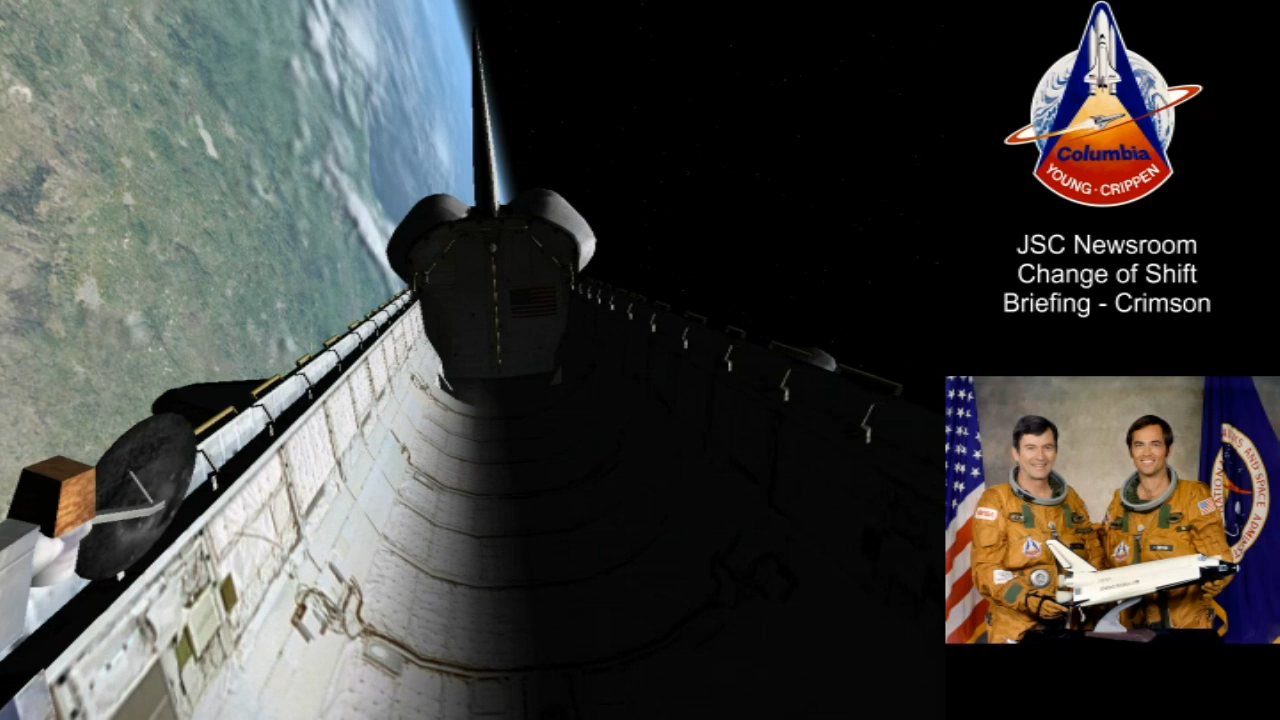 Columbia
YOUNG · CRIPPEN
JSC Newsroom
Change of Shift
Briefing - Crimson